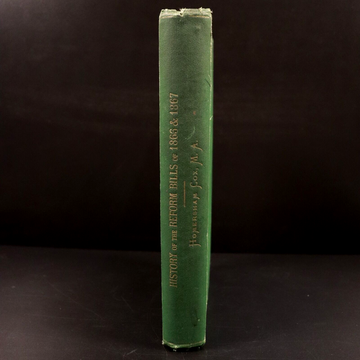 HISTORY OF THE REFORM BILLS OF 1866 & 1867
HOMERSHAM COX, M.A.